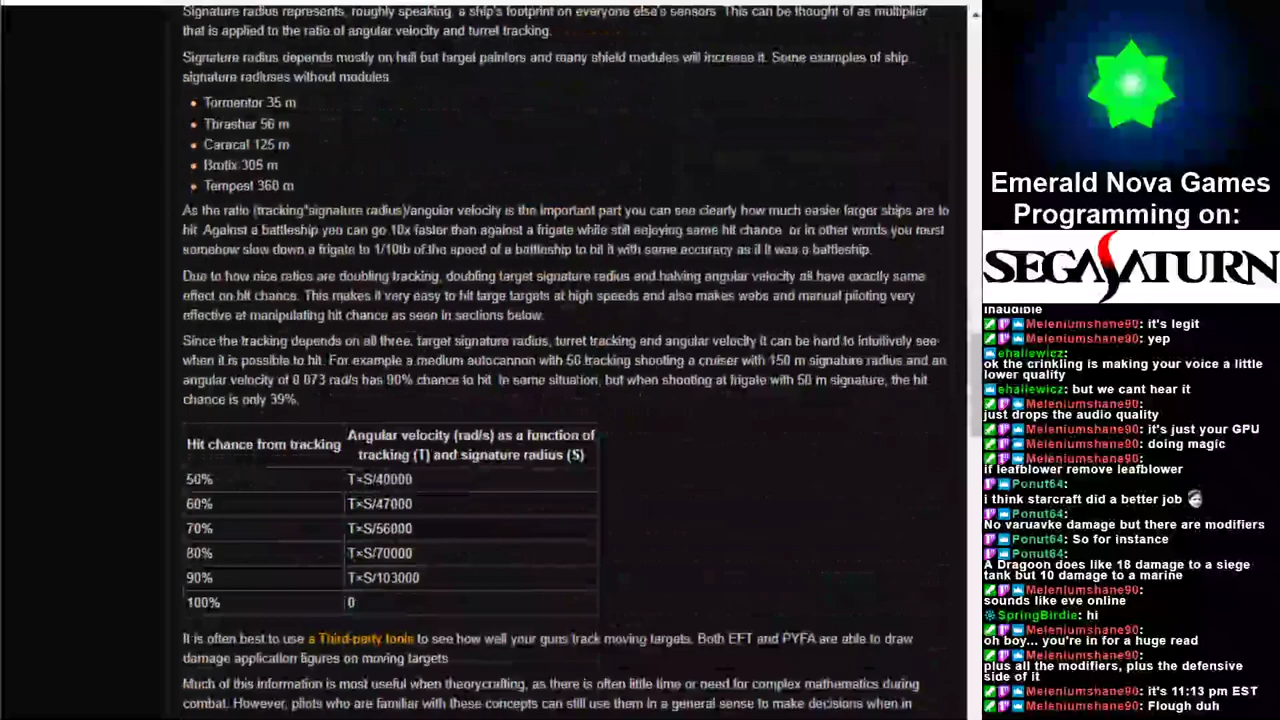 Signature radius represents, roughly speaking, a ship's footprint on everyone else's sensors. This can be thought of as multiplier
that is applied to the ratio of angular velocity and turret tracking.
Signature radius depends mostly on hull but target painters and many shield modules will increase it. Some examples of ship
signature radiuses without modules
Tormentor 35 m
Thrasher 56 m
Caracal 125 m
Brutix 305 m
Tempest 360 m
As the ratio (tracking*signature radius)/angular velocity is the important part you can see clearly how much easier larger ships are to
hit. Against a battleship you can go 10x faster than against a frigate while still enjoying same hit chance, or in other words you must
somehow slow down a frigate to 1/10th of the speed of a battleship to hit it with same accuracy as if it was a battleship.
Due to how nice ratios are doubling tracking, doubling target signature radius and halving angular velocity all have exactly same
effect on hit chance. This makes it very easy to hit large targets at high speeds and also makes webs and manual piloting very
effective at manipulating hit chance as seen in sections below.
Since the tracking depends on all three, target signature radius, turret tracking and angular velocity it can be hard to intuitively see
when it is possible to hit. For example a medium autocannon with 50 tracking shooting a cruiser with 150 m signature radius and an
angular velocity of 0.073 rad/s has 90% chance to hit. In same situation, but when shooting at frigate with 50 m signature, the hit
chance is only 39%.
Hit chance from tracking
Angular velocity (rad/s) as a function of
tracking (T) and signature radius (S)
50% T×S/40000
60% T×S/47000
70% T×S/56000
80% T×S/70000
90% T×S/103000
100% 0
It is often best to use a Third-party tools to see how well your guns track moving targets. Both EFT and PYFA are able to draw
damage application figures on moving targets
Much of this information is most useful when theorycrafting, as there is often little time or need for complex mathematics during
combat. However, pilots who are familiar with these concepts can still use them in a general sense to make decisions when in
Emerald Nova Games
Programming on:
SEGA SATURN
inaudible
Meleniumshane90: it's legit
Meleniumshane90: yep
ehallewicz:
ok the crinkling is making your voice a little
lower quality
ehallewicz: but we cant hear it
Meleniumshane90:
just drops the audio quality
Meleniumshane90: it's just your GPU
Meleniumshane90: doing magic
Meleniumshane90:
if leafblower remove leafblower
Ponut64:
i think starcraft did a better job
Ponut64:
No varuavke damage but there are modifiers
Ponut64: So for instance
Ponut64:
A Dragoon does like 18 damage to a siege
tank but 10 damage to a marine
Meleniumshane90:
sounds like eve online
SpringBirdie: hi
Meleniumshane90:
oh boy... you're in for a huge read
Meleniumshane90:
plus all the modifiers, plus the defensive
side of it
Meleniumshane90: it's 11:13 pm EST
Meleniumshane90: Flough duh